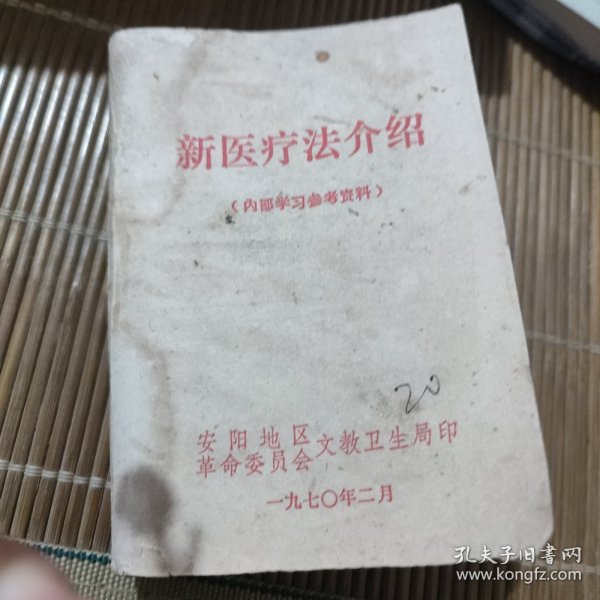 新医疗法介绍
(内部学习参考资料)
20
安阳地区
革命委员会文教卫生局印
一九七〇年二月
孔夫子旧书网
www.kongfz.com